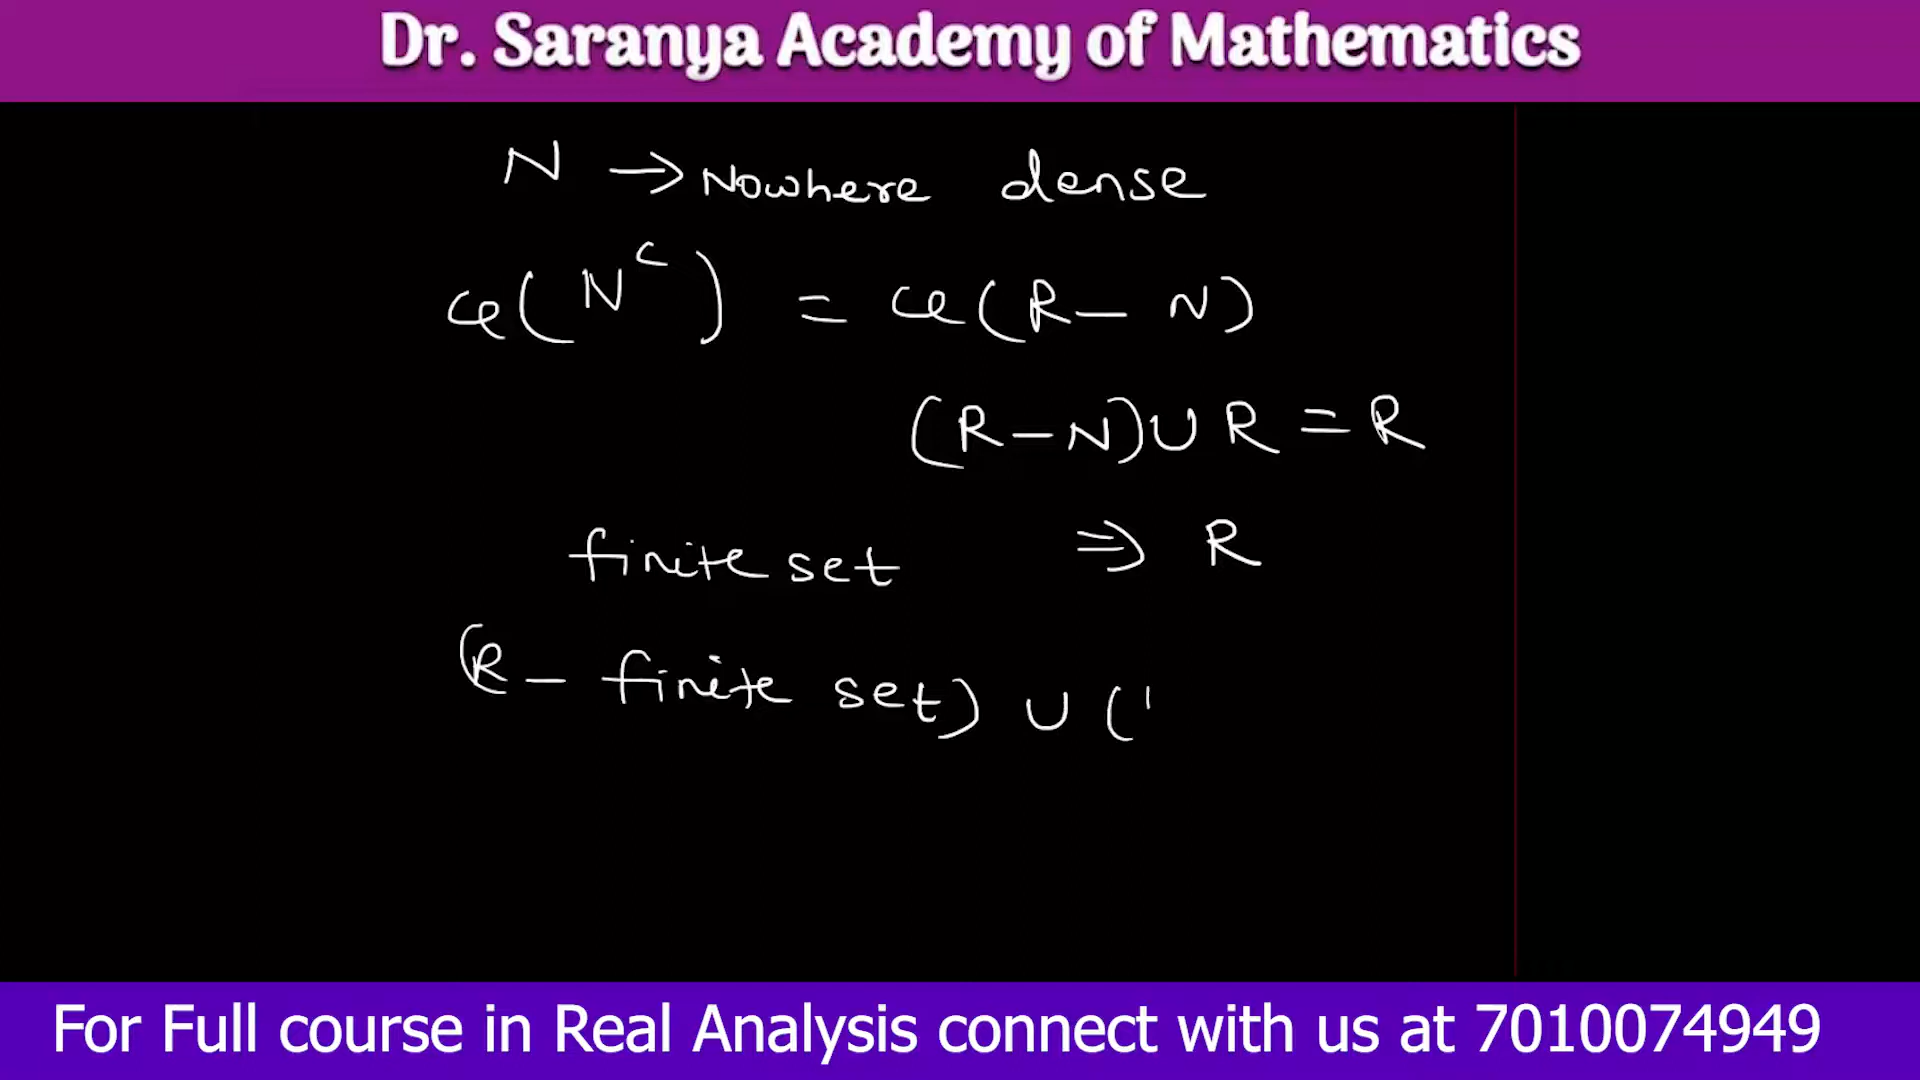 Dr. Saranya Academy of Mathematics
N → Nowhere dense
cl(Nᶜ) = cl(R - N)
(R - N) ∪ R = R
finite set ⇒ R
(R - finite set) ∪ (
For Full course in Real Analysis connect with us at 7010074949